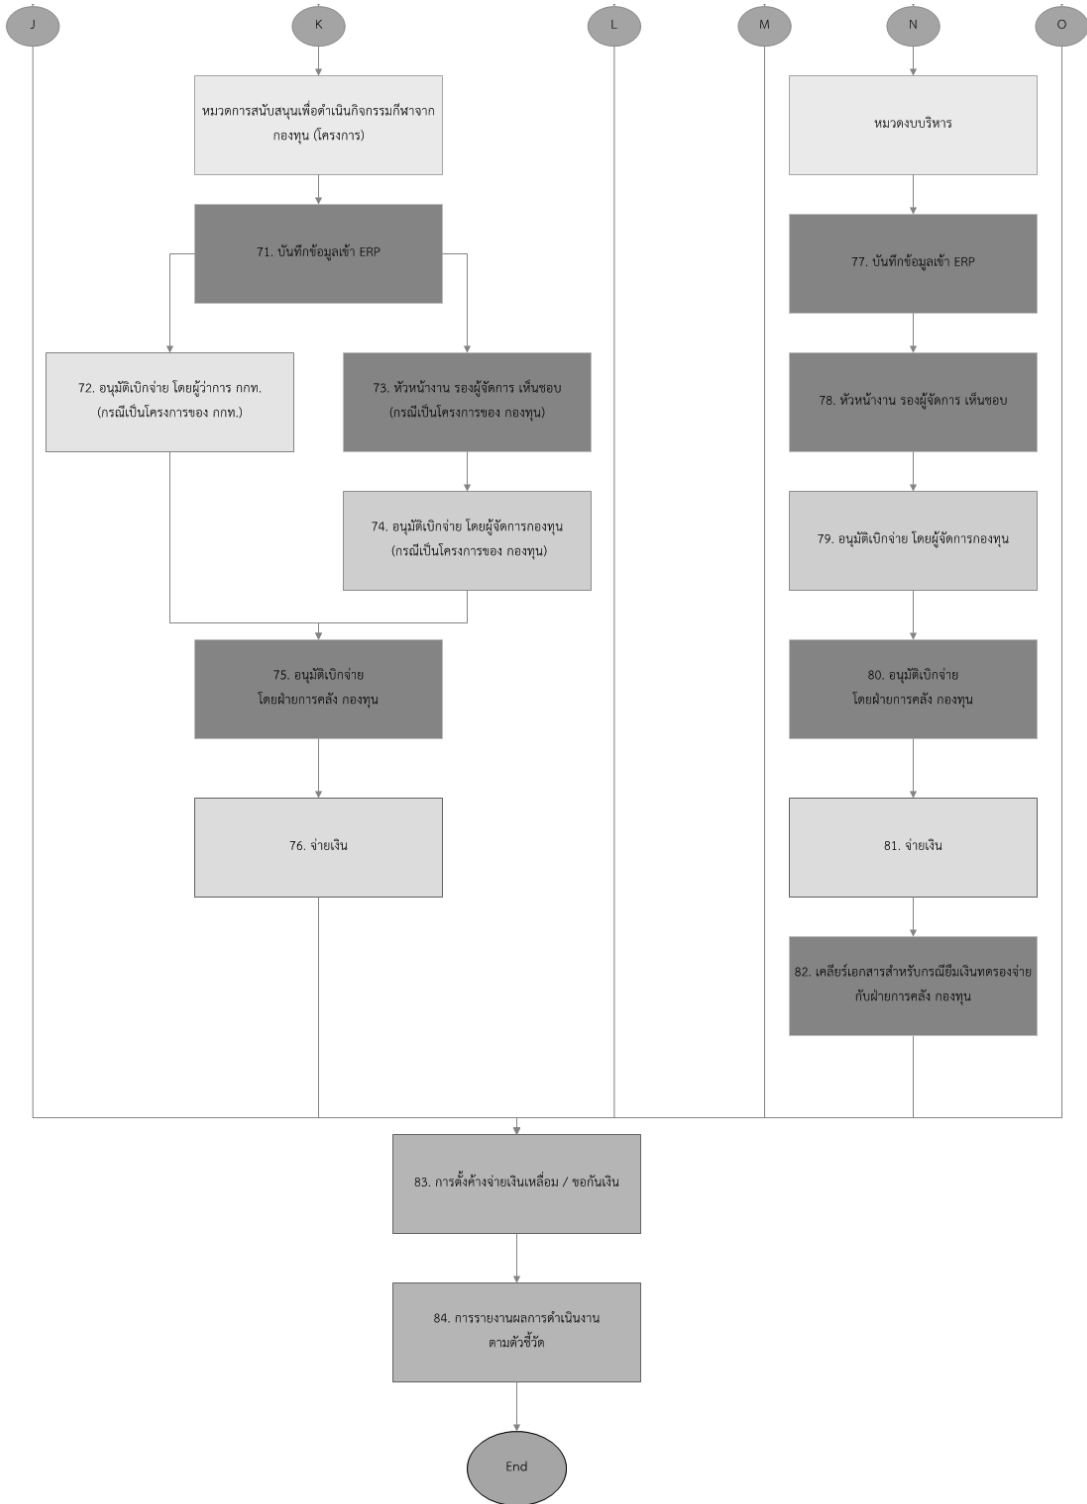 J
K
L
M
N
O
หมวดการสนับสนุนเพื่อดำเนินกิจกรรมกีฬาจาก
กองทุน (โครงการ)
หมวดงบบริหาร
71. บันทึกข้อมูลเข้า ERP
77. บันทึกข้อมูลเข้า ERP
72. อนุมัติเบิกจ่าย โดยผู้ว่าการ กกท.
(กรณีเป็นโครงการของ กกท.)
73. หัวหน้างาน รองผู้จัดการ เห็นชอบ
(กรณีเป็นโครงการของ กองทุน)
78. หัวหน้างาน รองผู้จัดการ เห็นชอบ
74. อนุมัติเบิกจ่าย โดยผู้จัดการกองทุน
(กรณีเป็นโครงการของ กองทุน)
79. อนุมัติเบิกจ่าย โดยผู้จัดการกองทุน
75. อนุมัติเบิกจ่าย
โดยฝ่ายการคลัง กองทุน
80. อนุมัติเบิกจ่าย
โดยฝ่ายการคลัง กองทุน
76. จ่ายเงิน
81. จ่ายเงิน
82. เคลียร์เอกสารสำหรับกรณียืมเงินทดรองจ่าย
กับฝ่ายการคลัง กองทุน
83. การตั้งค้างจ่ายเงินเหลื่อม / ขอกันเงิน
84. การรายงานผลการดำเนินงาน
ตามตัวชี้วัด
End